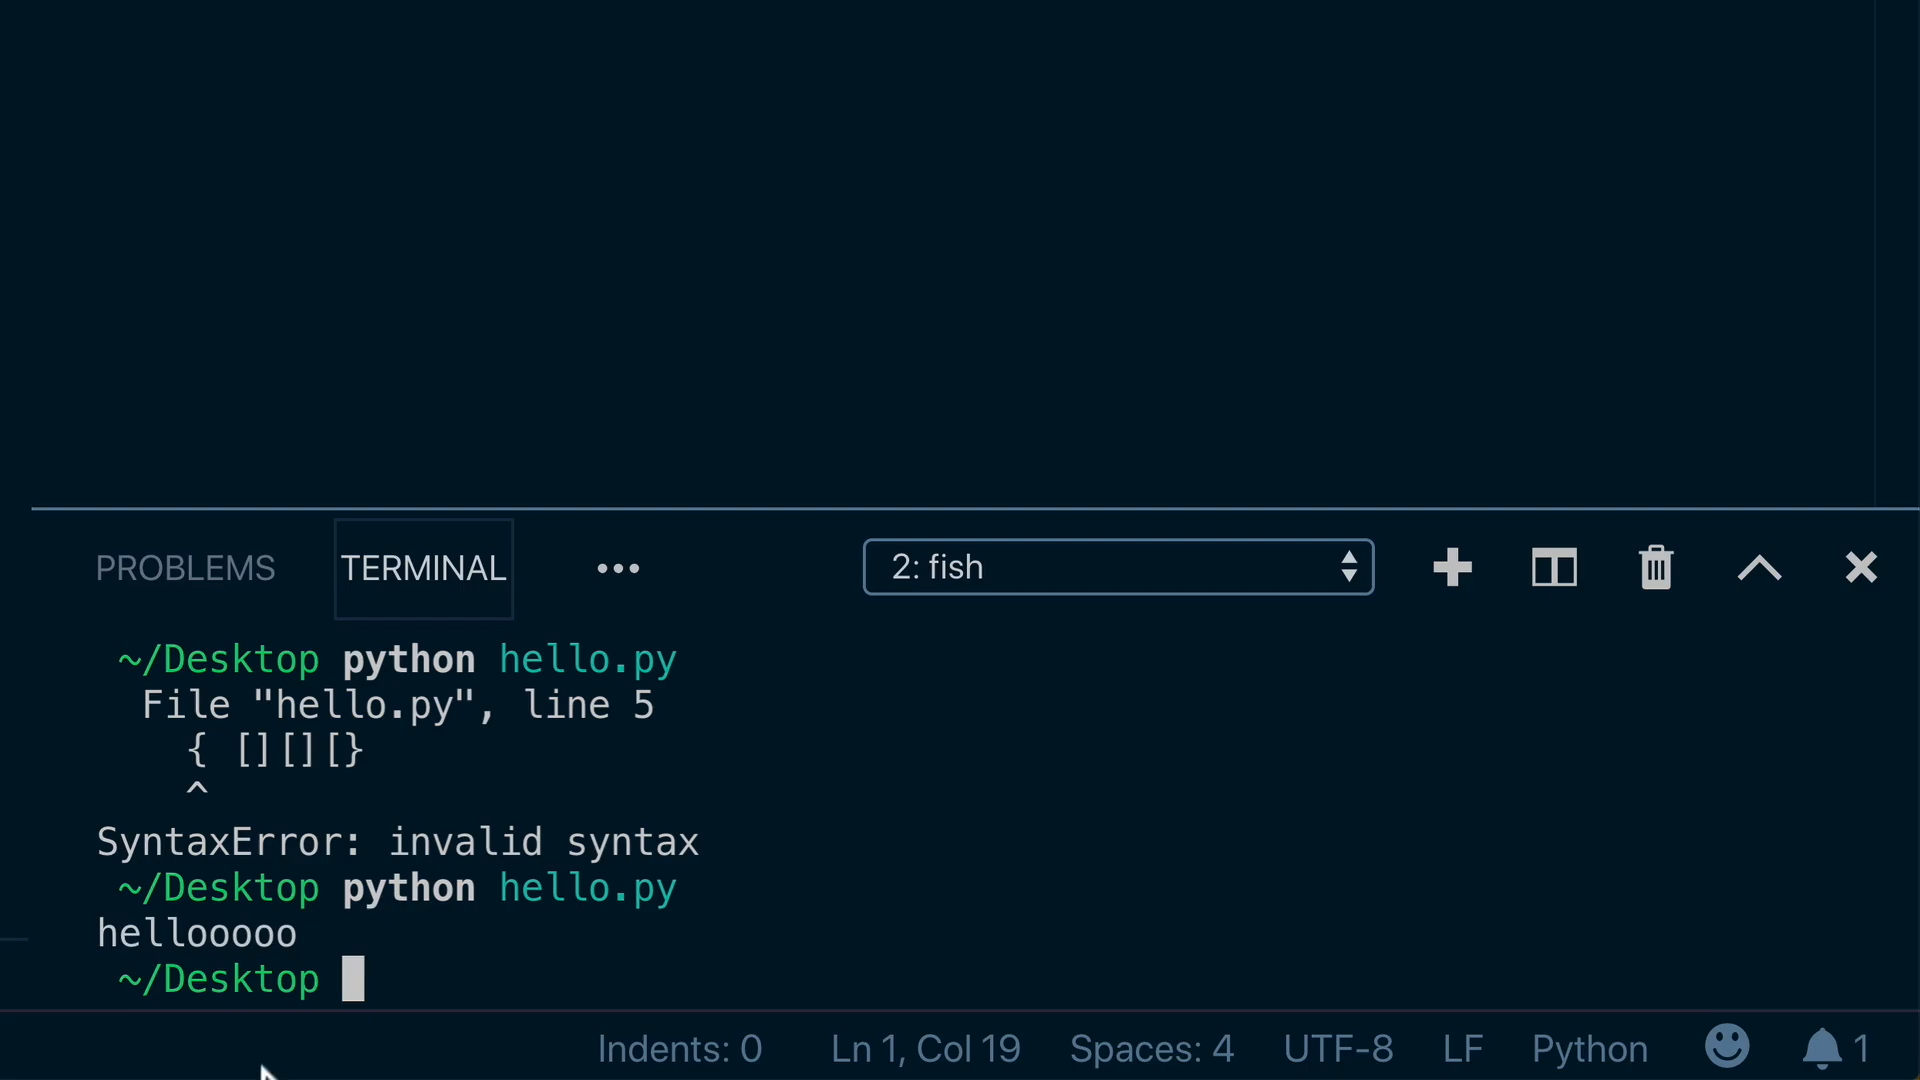 PROBLEMS TERMINAL ••• 2: fish
~/Desktop python hello.py
File "hello.py", line 5
{ [][][}
^
SyntaxError: invalid syntax
~/Desktop python hello.py
hellooooo
~/Desktop
Indents: 0 Ln 1, Col 19 Spaces: 4 UTF-8 LF Python 1